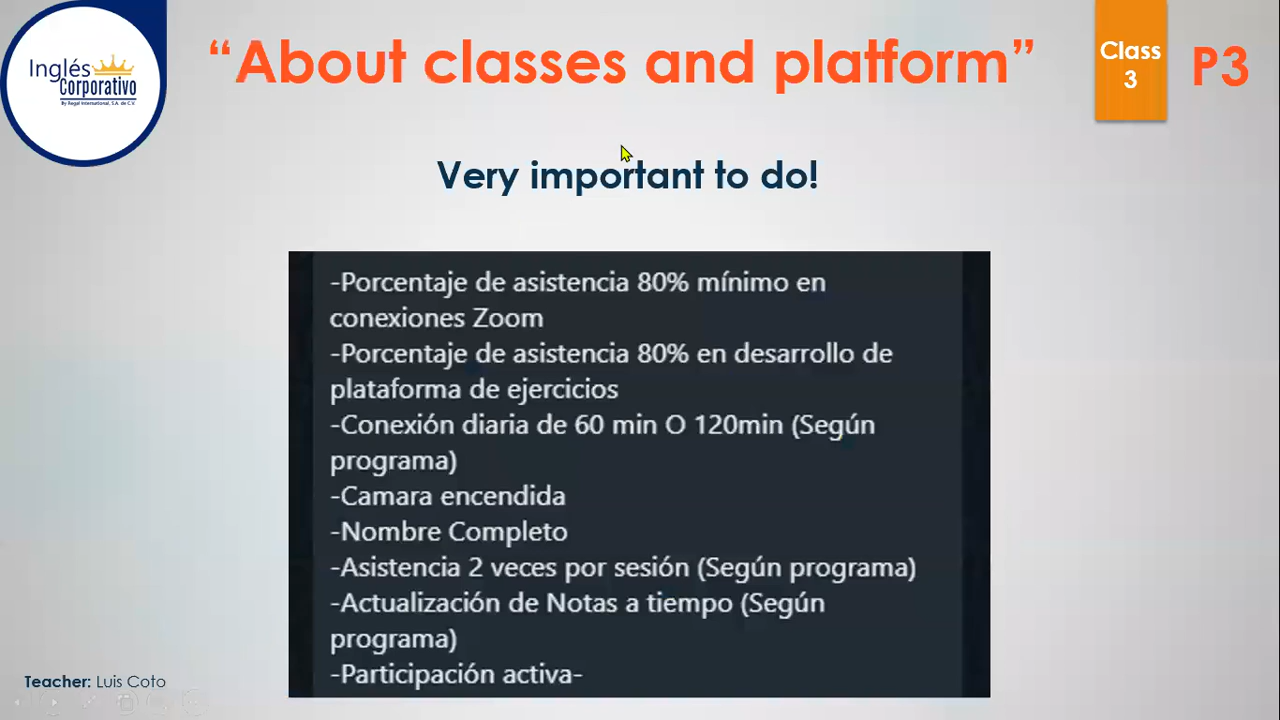 Inglés
Corporativo
By Regal International, S.A. de C.V.
“About classes and platform”
Class
3
P3
Very important to do!
-Porcentaje de asistencia 80% mínimo en
conexiones Zoom
-Porcentaje de asistencia 80% en desarrollo de
plataforma de ejercicios
-Conexión diaria de 60 min O 120min (Según
programa)
-Camara encendida
-Nombre Completo
-Asistencia 2 veces por sesión (Según programa)
-Actualización de Notas a tiempo (Según
programa)
-Participación activa-
Teacher: Luis Coto